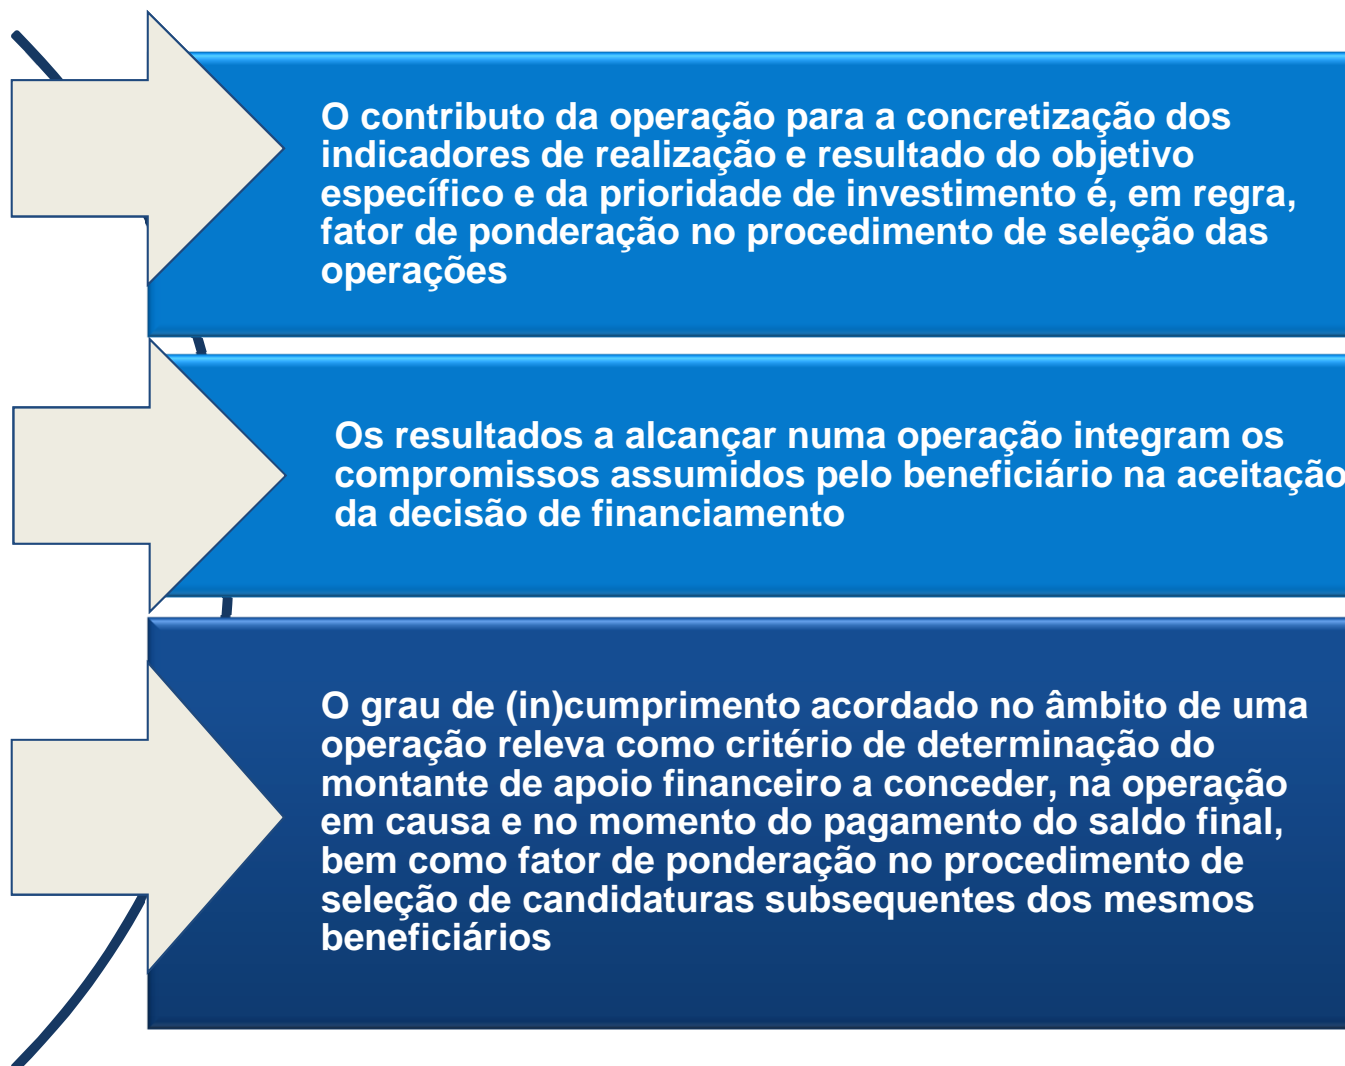 O contributo da operação para a concretização dos
indicadores de realização e resultado do objetivo
específico e da prioridade de investimento é, em regra,
fator de ponderação no procedimento de seleção das
operações
Os resultados a alcançar numa operação integram os
compromissos assumidos pelo beneficiário na aceitação
da decisão de financiamento
O grau de (in)cumprimento acordado no âmbito de uma
operação releva como critério de determinação do
montante de apoio financeiro a conceder, na operação
em causa e no momento do pagamento do saldo final,
bem como fator de ponderação no procedimento de
seleção de candidaturas subsequentes dos mesmos
beneficiários